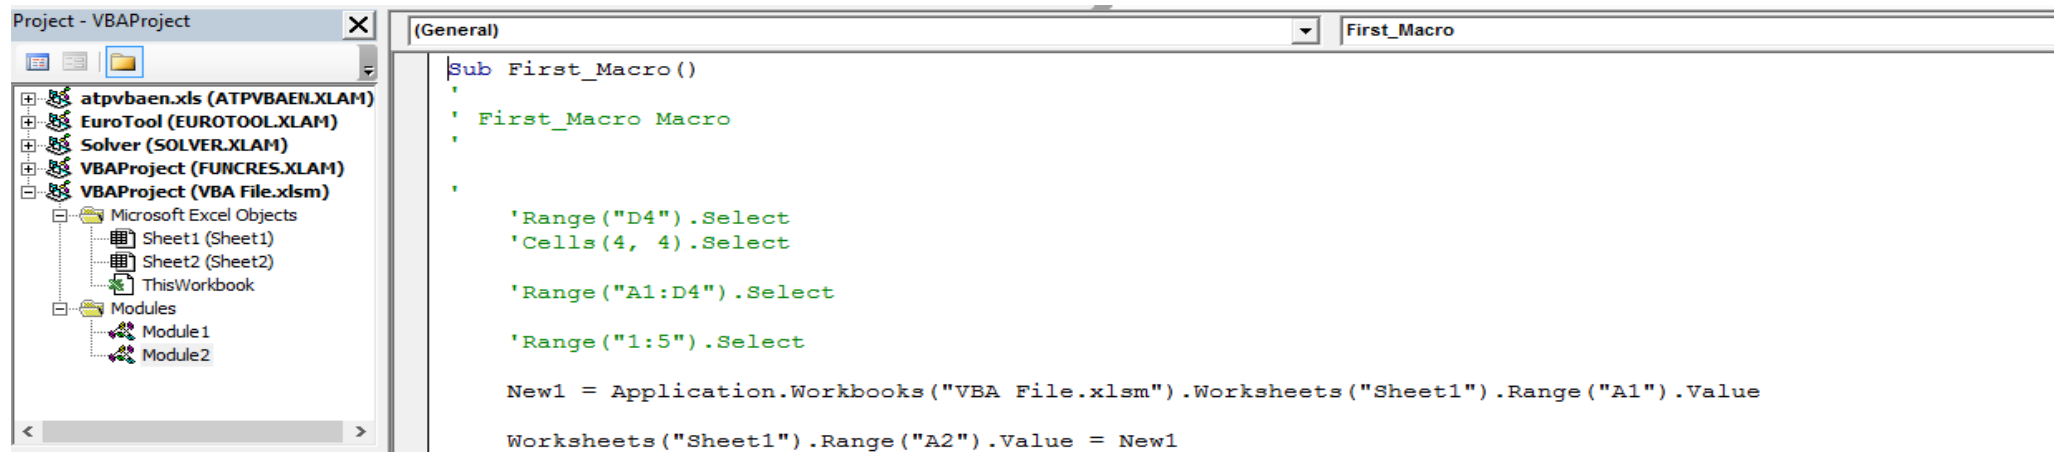 Project - VBAProject
atpvbaen.xls (ATPVBAEN.XLAM)
EuroTool (EUROTOOL.XLAM)
Solver (SOLVER.XLAM)
VBAProject (FUNCRES.XLAM)
VBAProject (VBA File.xlsm)
Microsoft Excel Objects
Sheet1 (Sheet1)
Sheet2 (Sheet2)
ThisWorkbook
Modules
Module1
Module2
(General)
First_Macro
Sub First_Macro()
'
' First_Macro Macro
'
'
'Range("D4").Select
'Cells(4, 4).Select
'Range("A1:D4").Select
'Range("1:5").Select
New1 = Application.Workbooks("VBA File.xlsm").Worksheets("Sheet1").Range("A1").Value
Worksheets("Sheet1").Range("A2").Value = New1